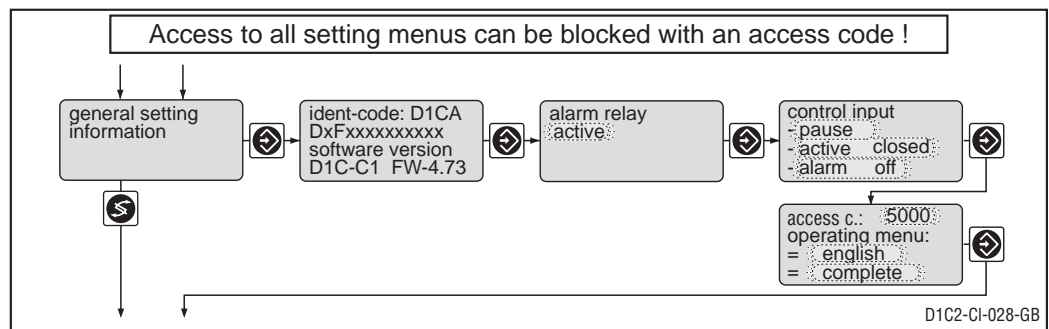 Access to all setting menus can be blocked with an access code !
general setting
information
ident-code: D1CA
DxFxxxxxxxxxx
software version
D1C-C1 FW-4.73
alarm relay
active
control input
- pause
- active closed
- alarm off
access c.: 5000
operating menu:
= english
= complete
D1C2-CI-028-GB